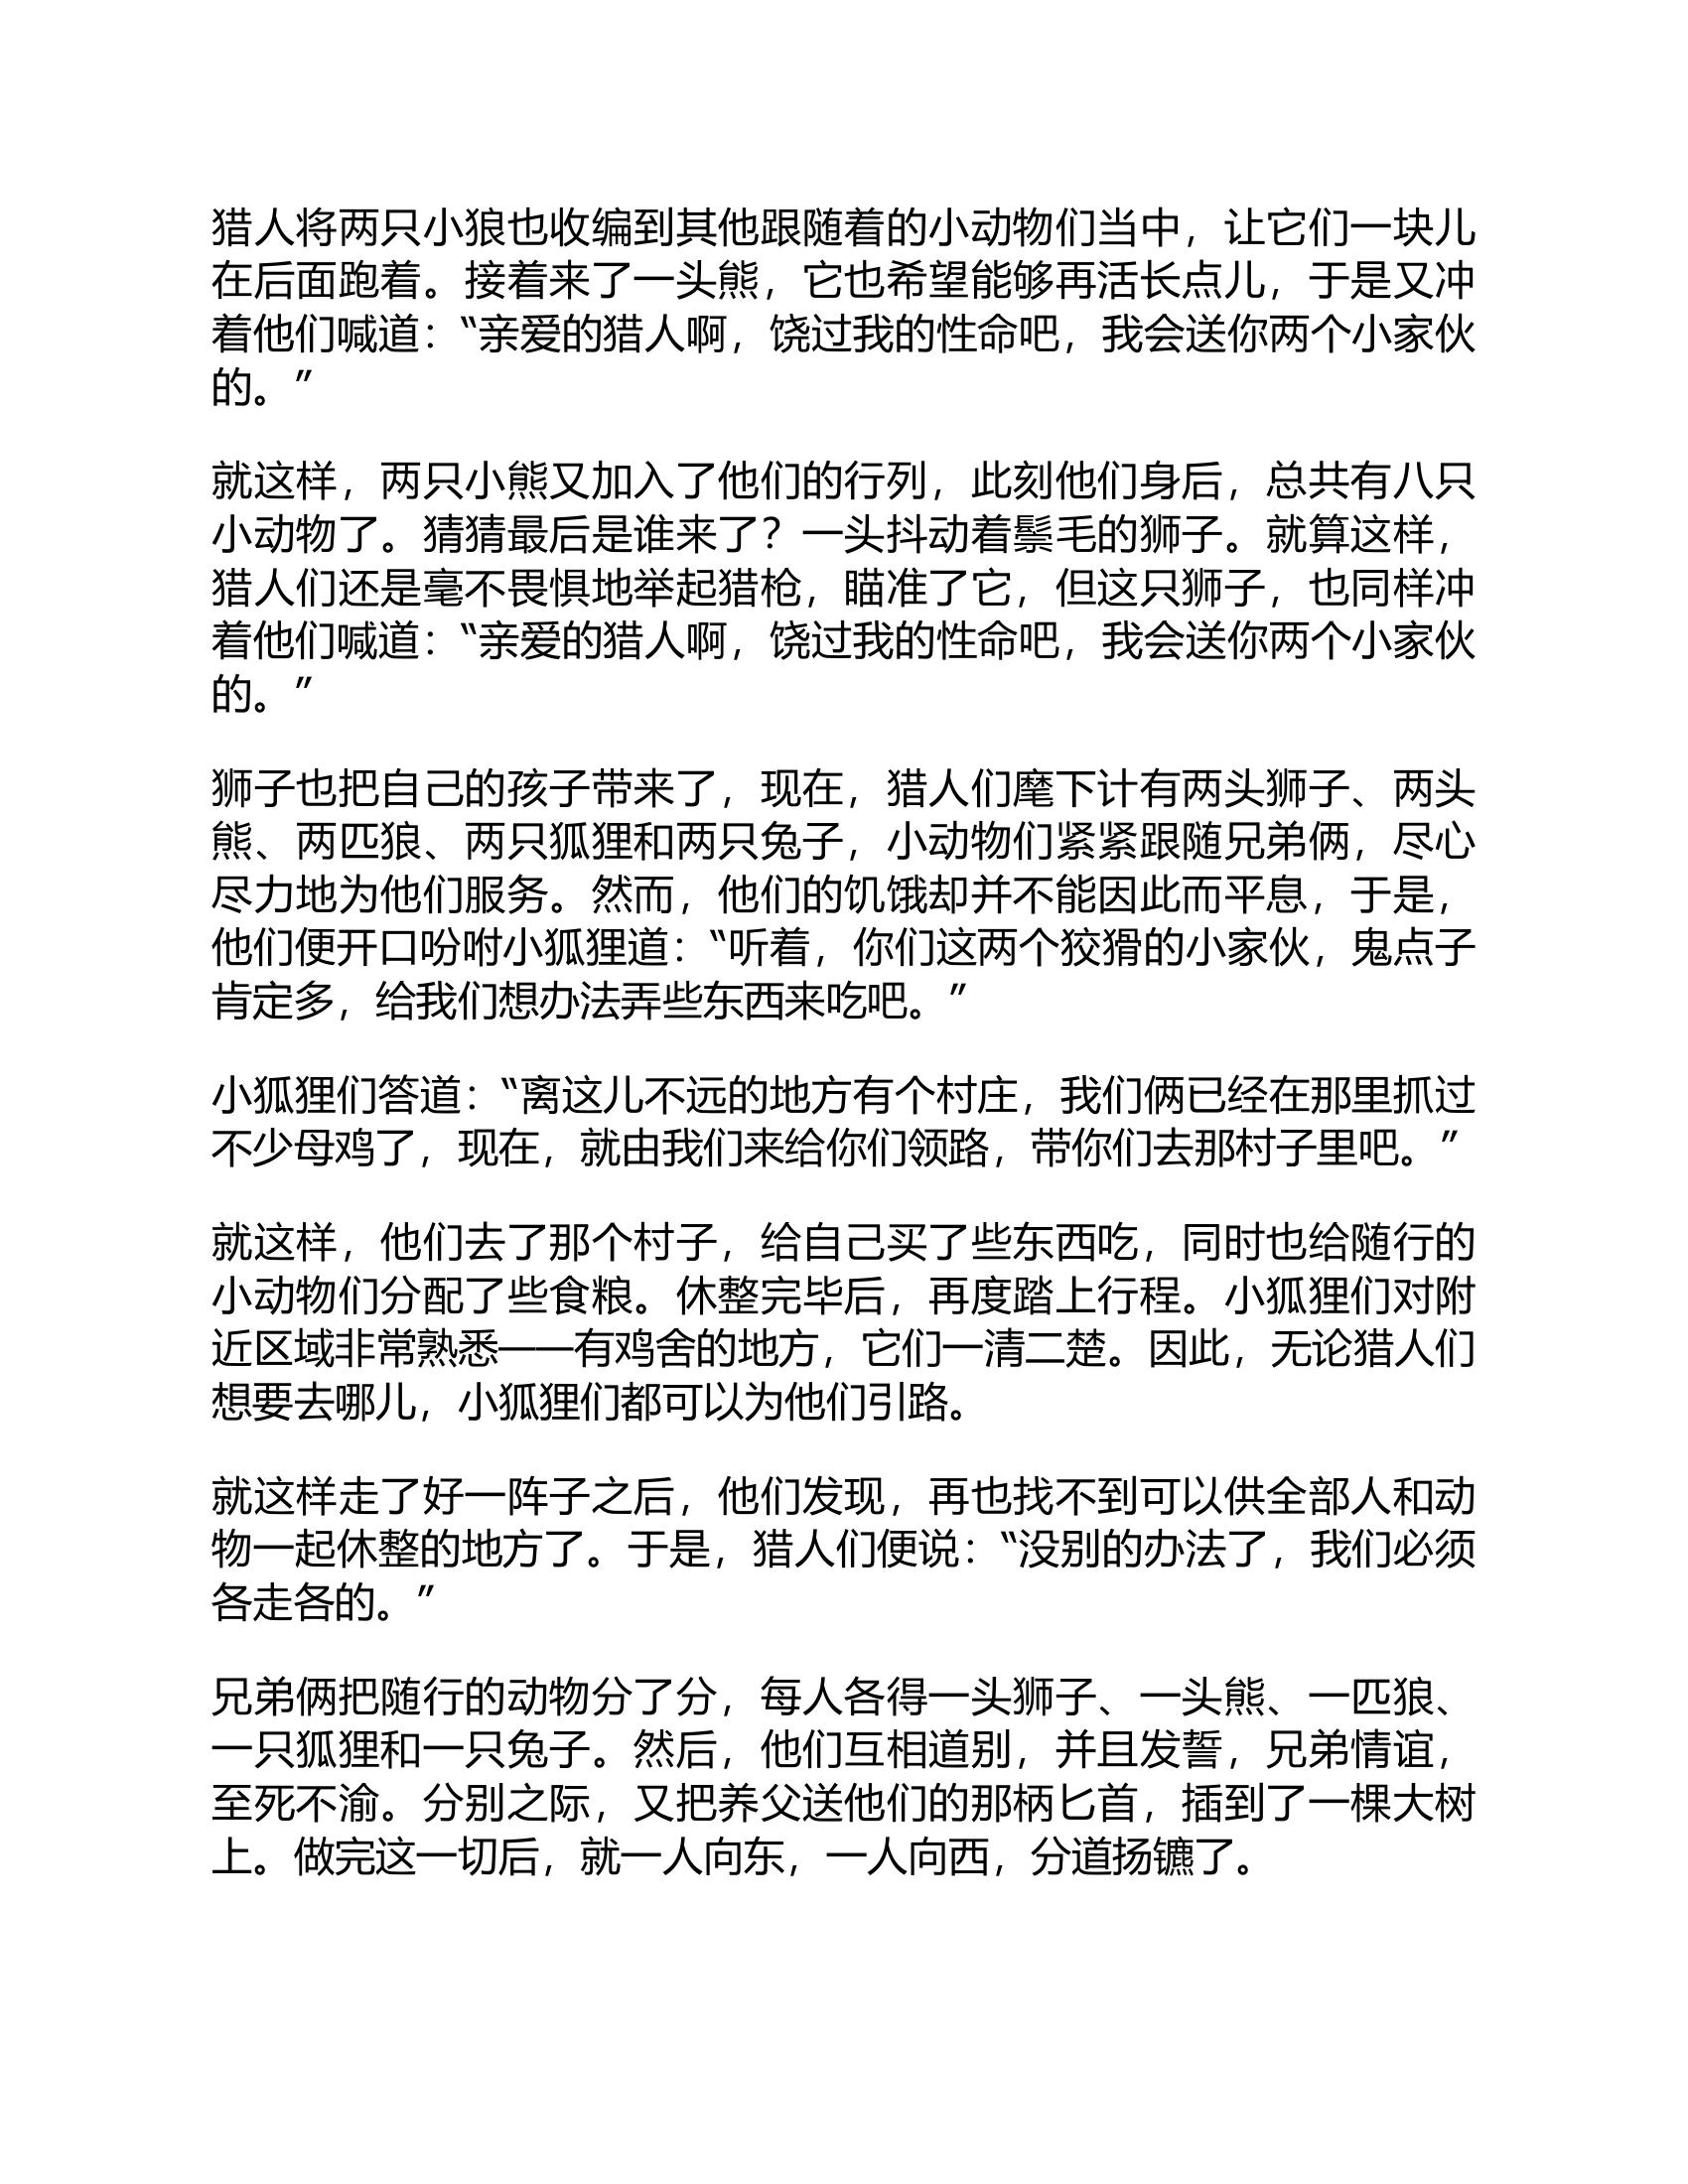 猎人将两只小狼也收编到其他跟随着的小动物们当中，让它们一块儿
在后面跑着。接着来了一头熊，它也希望能够再活长点儿，于是又冲
着他们喊道：“亲爱的猎人啊，饶过我的性命吧，我会送你两个小家伙
的。”
就这样，两只小熊又加入了他们的行列，此刻他们身后，总共有八只
小动物了。猜猜最后是谁来了？一头抖动着鬃毛的狮子。就算这样，
猎人们还是毫不畏惧地举起猎枪，瞄准了它，但这只狮子，也同样冲
着他们喊道：“亲爱的猎人啊，饶过我的性命吧，我会送你两个小家伙
的。”
狮子也把自己的孩子带来了，现在，猎人们麾下计有两头狮子、两头
熊、两匹狼、两只狐狸和两只兔子，小动物们紧紧跟随兄弟俩，尽心
尽力地为他们服务。然而，他们的饥饿却并不能因此而平息，于是，
他们便开口吩咐小狐狸道：“听着，你们这两个狡猾的小家伙，鬼点子
肯定多，给我们想办法弄些东西来吃吧。”
小狐狸们答道：“离这儿不远的地方有个村庄，我们俩已经在那里抓过
不少母鸡了，现在，就由我们来给你们领路，带你们去那村子里吧。”
就这样，他们去了那个村子，给自己买了些东西吃，同时也给随行的
小动物们分配了些食粮。休整完毕后，再度踏上行程。小狐狸们对附
近区域非常熟悉——有鸡舍的地方，它们一清二楚。因此，无论猎人们
想要去哪儿，小狐狸们都可以为他们引路。
就这样走了好一阵子之后，他们发现，再也找不到可以供全部人和动
物一起休整的地方了。于是，猎人们便说：“没别的办法了，我们必须
各走各的。”
兄弟俩把随行的动物分了分，每人各得一头狮子、一头熊、一匹狼、
一只狐狸和一只兔子。然后，他们互相道别，并且发誓，兄弟情谊，
至死不渝。分别之际，又把养父送他们的那柄匕首，插到了一棵大树
上。做完这一切后，就一人向东，一人向西，分道扬镳了。